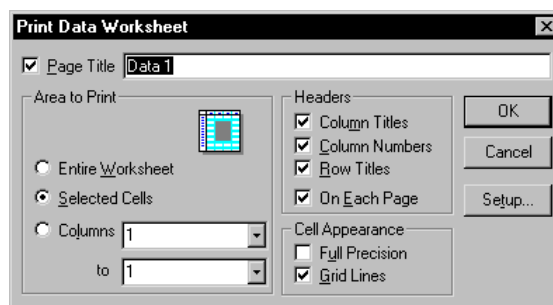 Print Data Worksheet
Page Title Data 1
Area to Print
Entire Worksheet
Selected Cells
Columns 1
to 1
Headers
Column Titles
Column Numbers
Row Titles
On Each Page
Cell Appearance
Full Precision
Grid Lines
OK
Cancel
Setup...